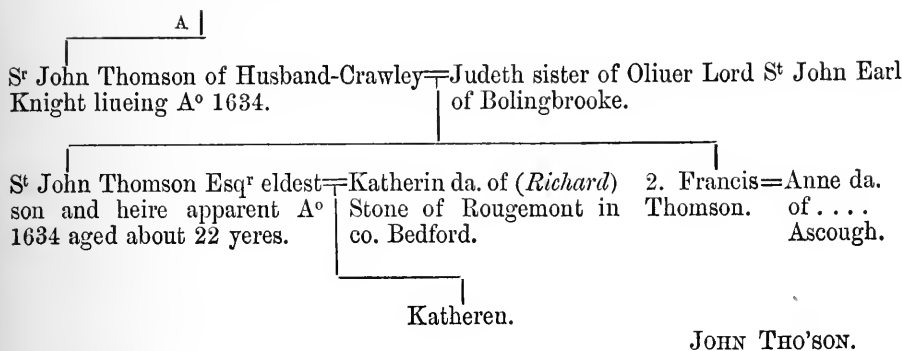 A
Sʳ John Thomson of Husband-Crawley=Judeth sister of Oliuer Lord Sᵗ John Earl
Knight liueing Aº 1634. of Bolingbrooke.
Sᵗ John Thomson Esqʳ eldest=Katherin da. of (Richard) 2. Francis=Anne da.
son and heire apparent Aº Stone of Rougemont in Thomson. of . . . .
1634 aged about 22 yeres. co. Bedford. Ascough.
Kathereu.
JOHN THO'SON.